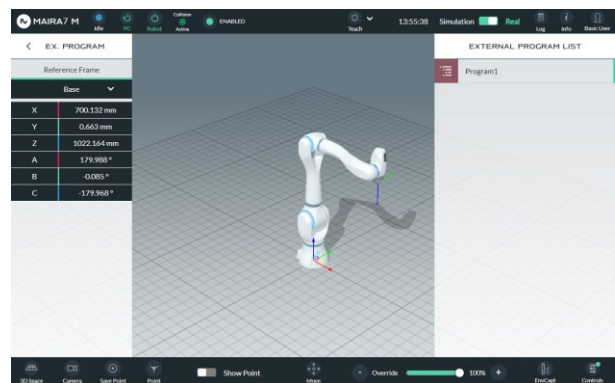 MAIRA7 M
Idle
PC
Robot
Collision
Active
ENABLED
Teach
13:55:38
Simulation
Real
Log
Info
Basic User
EX. PROGRAM
Reference Frame
Base
X 700.132 mm
Y 0.663 mm
Z 1022.164 mm
A 179.988 °
B -0.085 °
C -179.968 °
EXTERNAL PROGRAM LIST
Program1
3D Space
Camera
Save Point
Point
Show Point
Move
- Override 100% +
EnvCapt
Controls